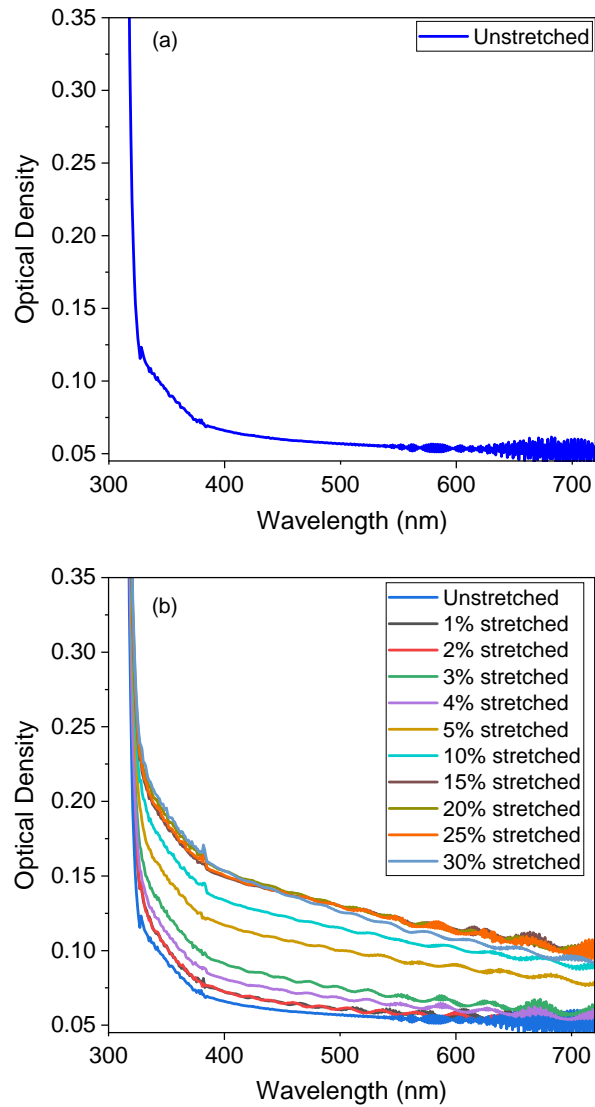 (a)
Unstretched
0.35
0.30
0.25
0.20
0.15
0.10
0.05
Optical Density
300 400 500 600 700
Wavelength (nm)
(b)
Unstretched
1% stretched
2% stretched
3% stretched
4% stretched
5% stretched
10% stretched
15% stretched
20% stretched
25% stretched
30% stretched
0.35
0.30
0.25
0.20
0.15
0.10
0.05
Optical Density
300 400 500 600 700
Wavelength (nm)